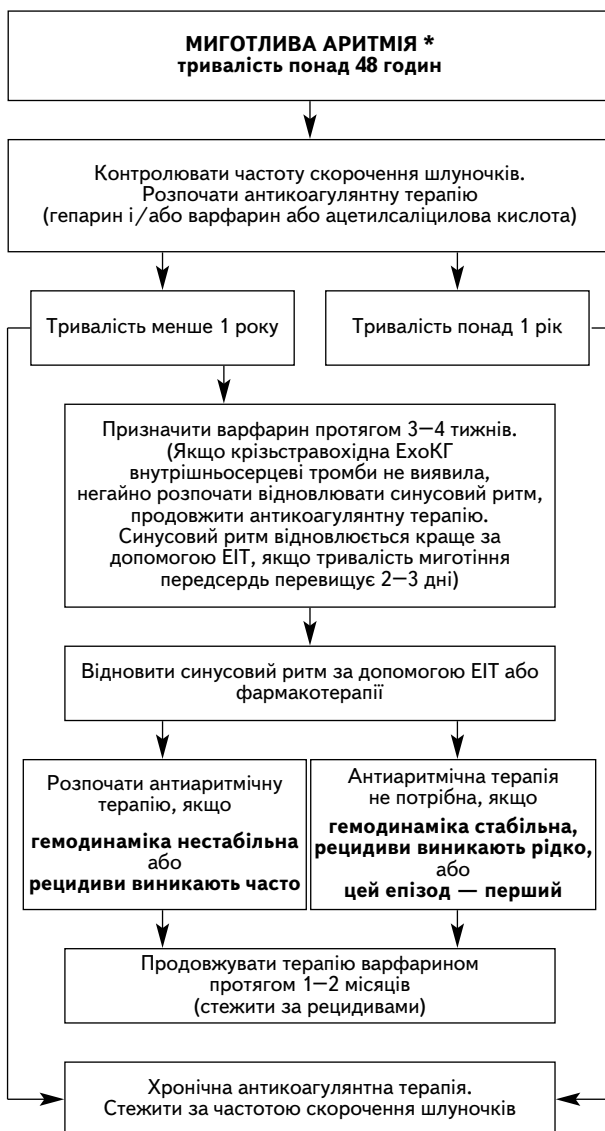 МИГОТЛИВА АРИТМІЯ *
тривалість понад 48 годин
Контролювати частоту скорочення шлуночків.
Розпочати антикоагулянтну терапію
(гепарин і/або варфарин або ацетилсаліцилова кислота)
Тривалість менше 1 року
Тривалість понад 1 рік
Призначити варфарин протягом 3—4 тижнів.
(Якщо крізьстравохідна ЕхоКГ
внутрішньосерцеві тромби не виявила,
негайно розпочати відновлювати синусовий ритм,
продовжити антикоагулянтну терапію.
Синусовий ритм відновлюється краще за
допомогою ЕІТ, якщо тривалість миготіння
передсердь перевищує 2—3 дні)
Відновити синусовий ритм за допомогою ЕІТ або
фармакотерапії
Розпочати антиаритмічну
терапію, якщо
гемодинаміка нестабільна
або
рецидиви виникають часто
Антиаритмічна терапія
не потрібна, якщо
гемодинаміка стабільна,
рецидиви виникають рідко,
або
цей епізод — перший
Продовжувати терапію варфарином
протягом 1—2 місяців
(стежити за рецидивами)
Хронічна антикоагулянтна терапія.
Стежити за частотою скорочення шлуночків